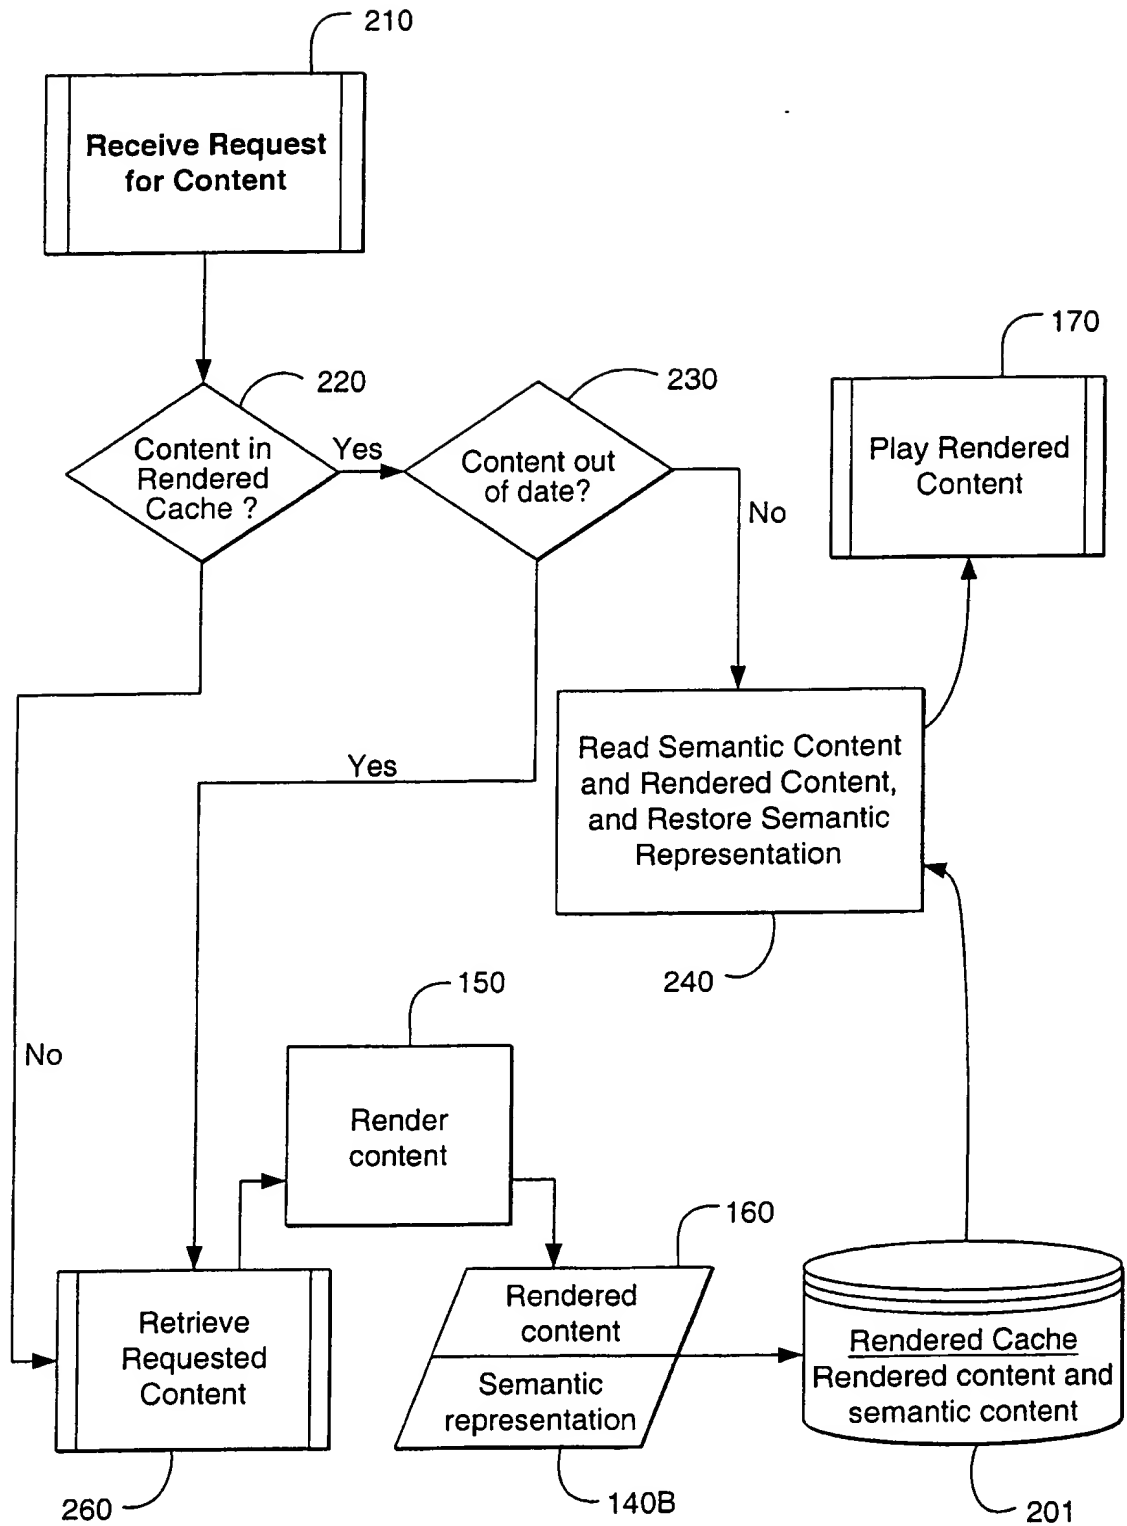 210
Receive Request
for Content
220
Content in
Rendered
Cache ?
Yes
230
Content out
of date?
No
170
Play Rendered
Content
Read Semantic Content
and Rendered Content,
and Restore Semantic
Representation
240
Yes
No
150
Render
content
160
Rendered
content
Semantic
representation
140B
Retrieve
Requested
Content
260
Rendered Cache
Rendered content and
semantic content
201